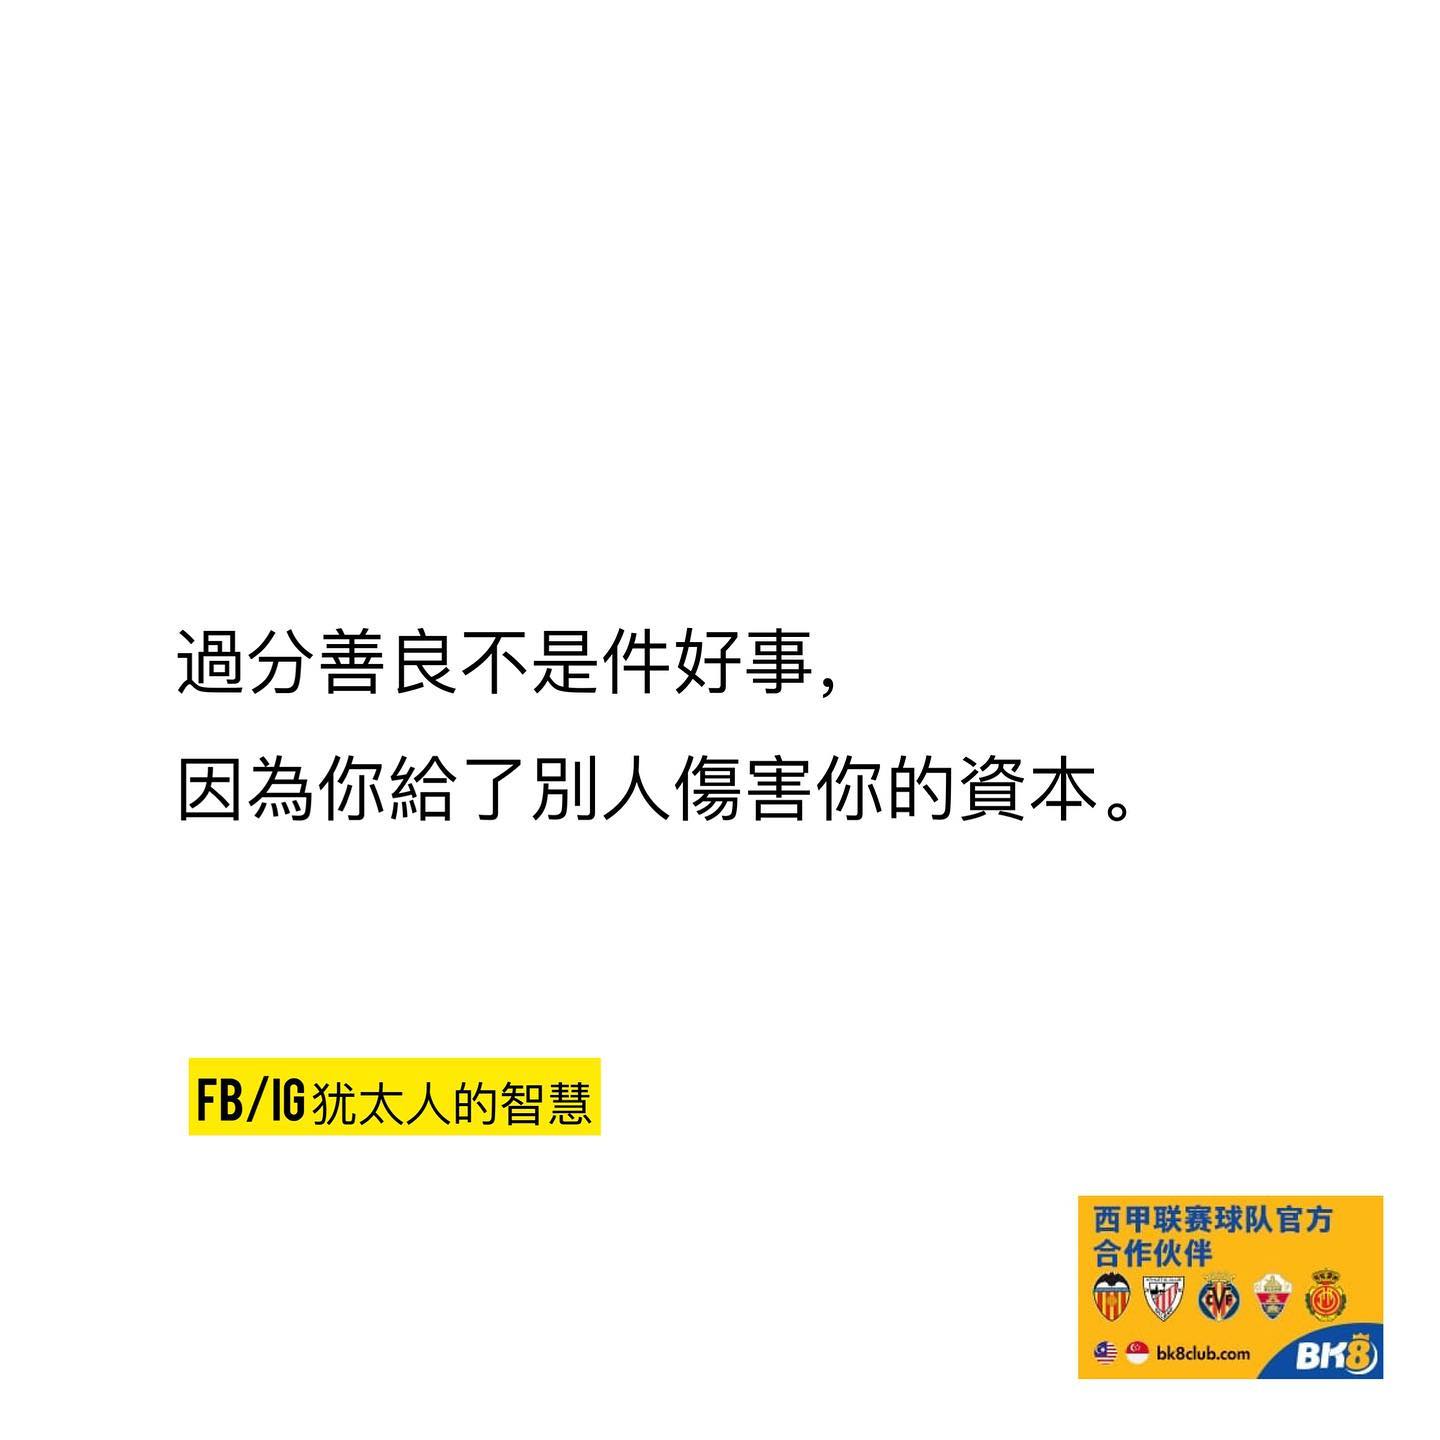 過分善良不是件好事，
因為你給了別人傷害你的資本。
FB/IG犹太人的智慧
西甲联赛球队官方
合作伙伴
bk8club.com
BK8